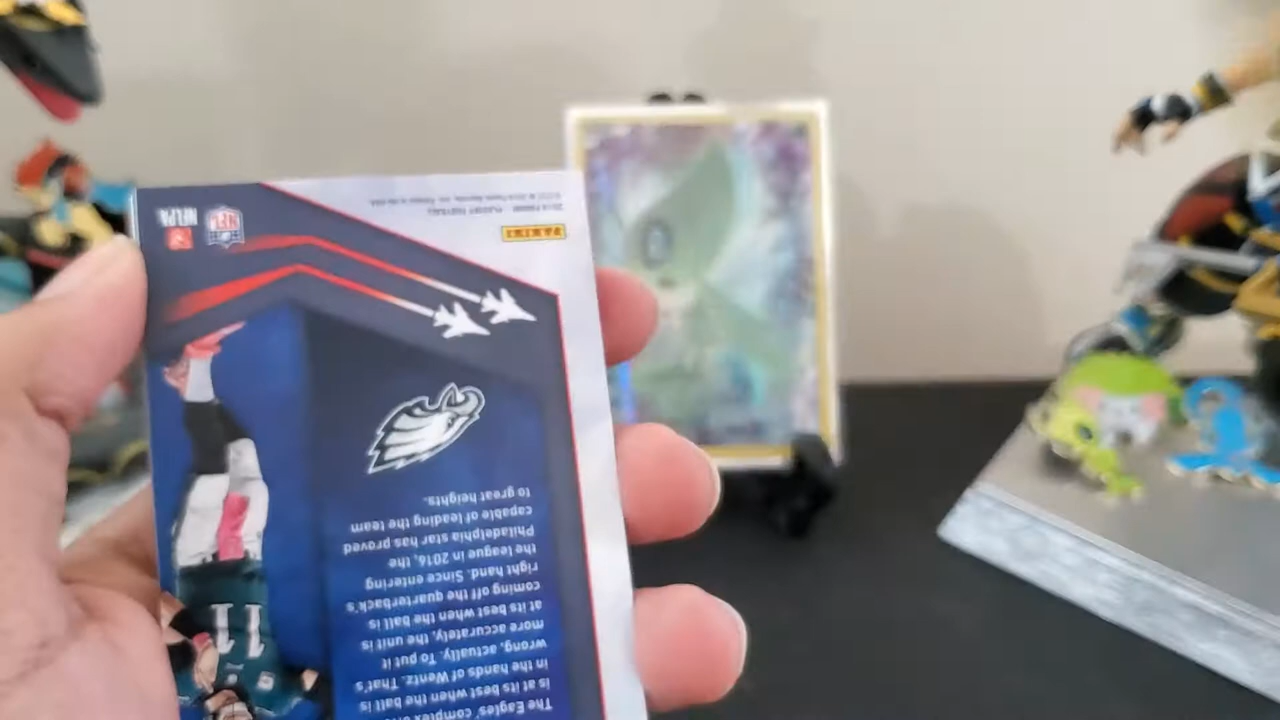 The Eagles' complex
is at its best when the ball
in the hands of Wentz. That's
wrong, actually. To put it
more accurately, the unit is
at its best when the ball is
coming off the quarterback's
right hand. Since entering
the league in 2016, the
Philadelphia star has proved
capable of leading the team
to great heights.
11
NFL
NFLPA
PANINI